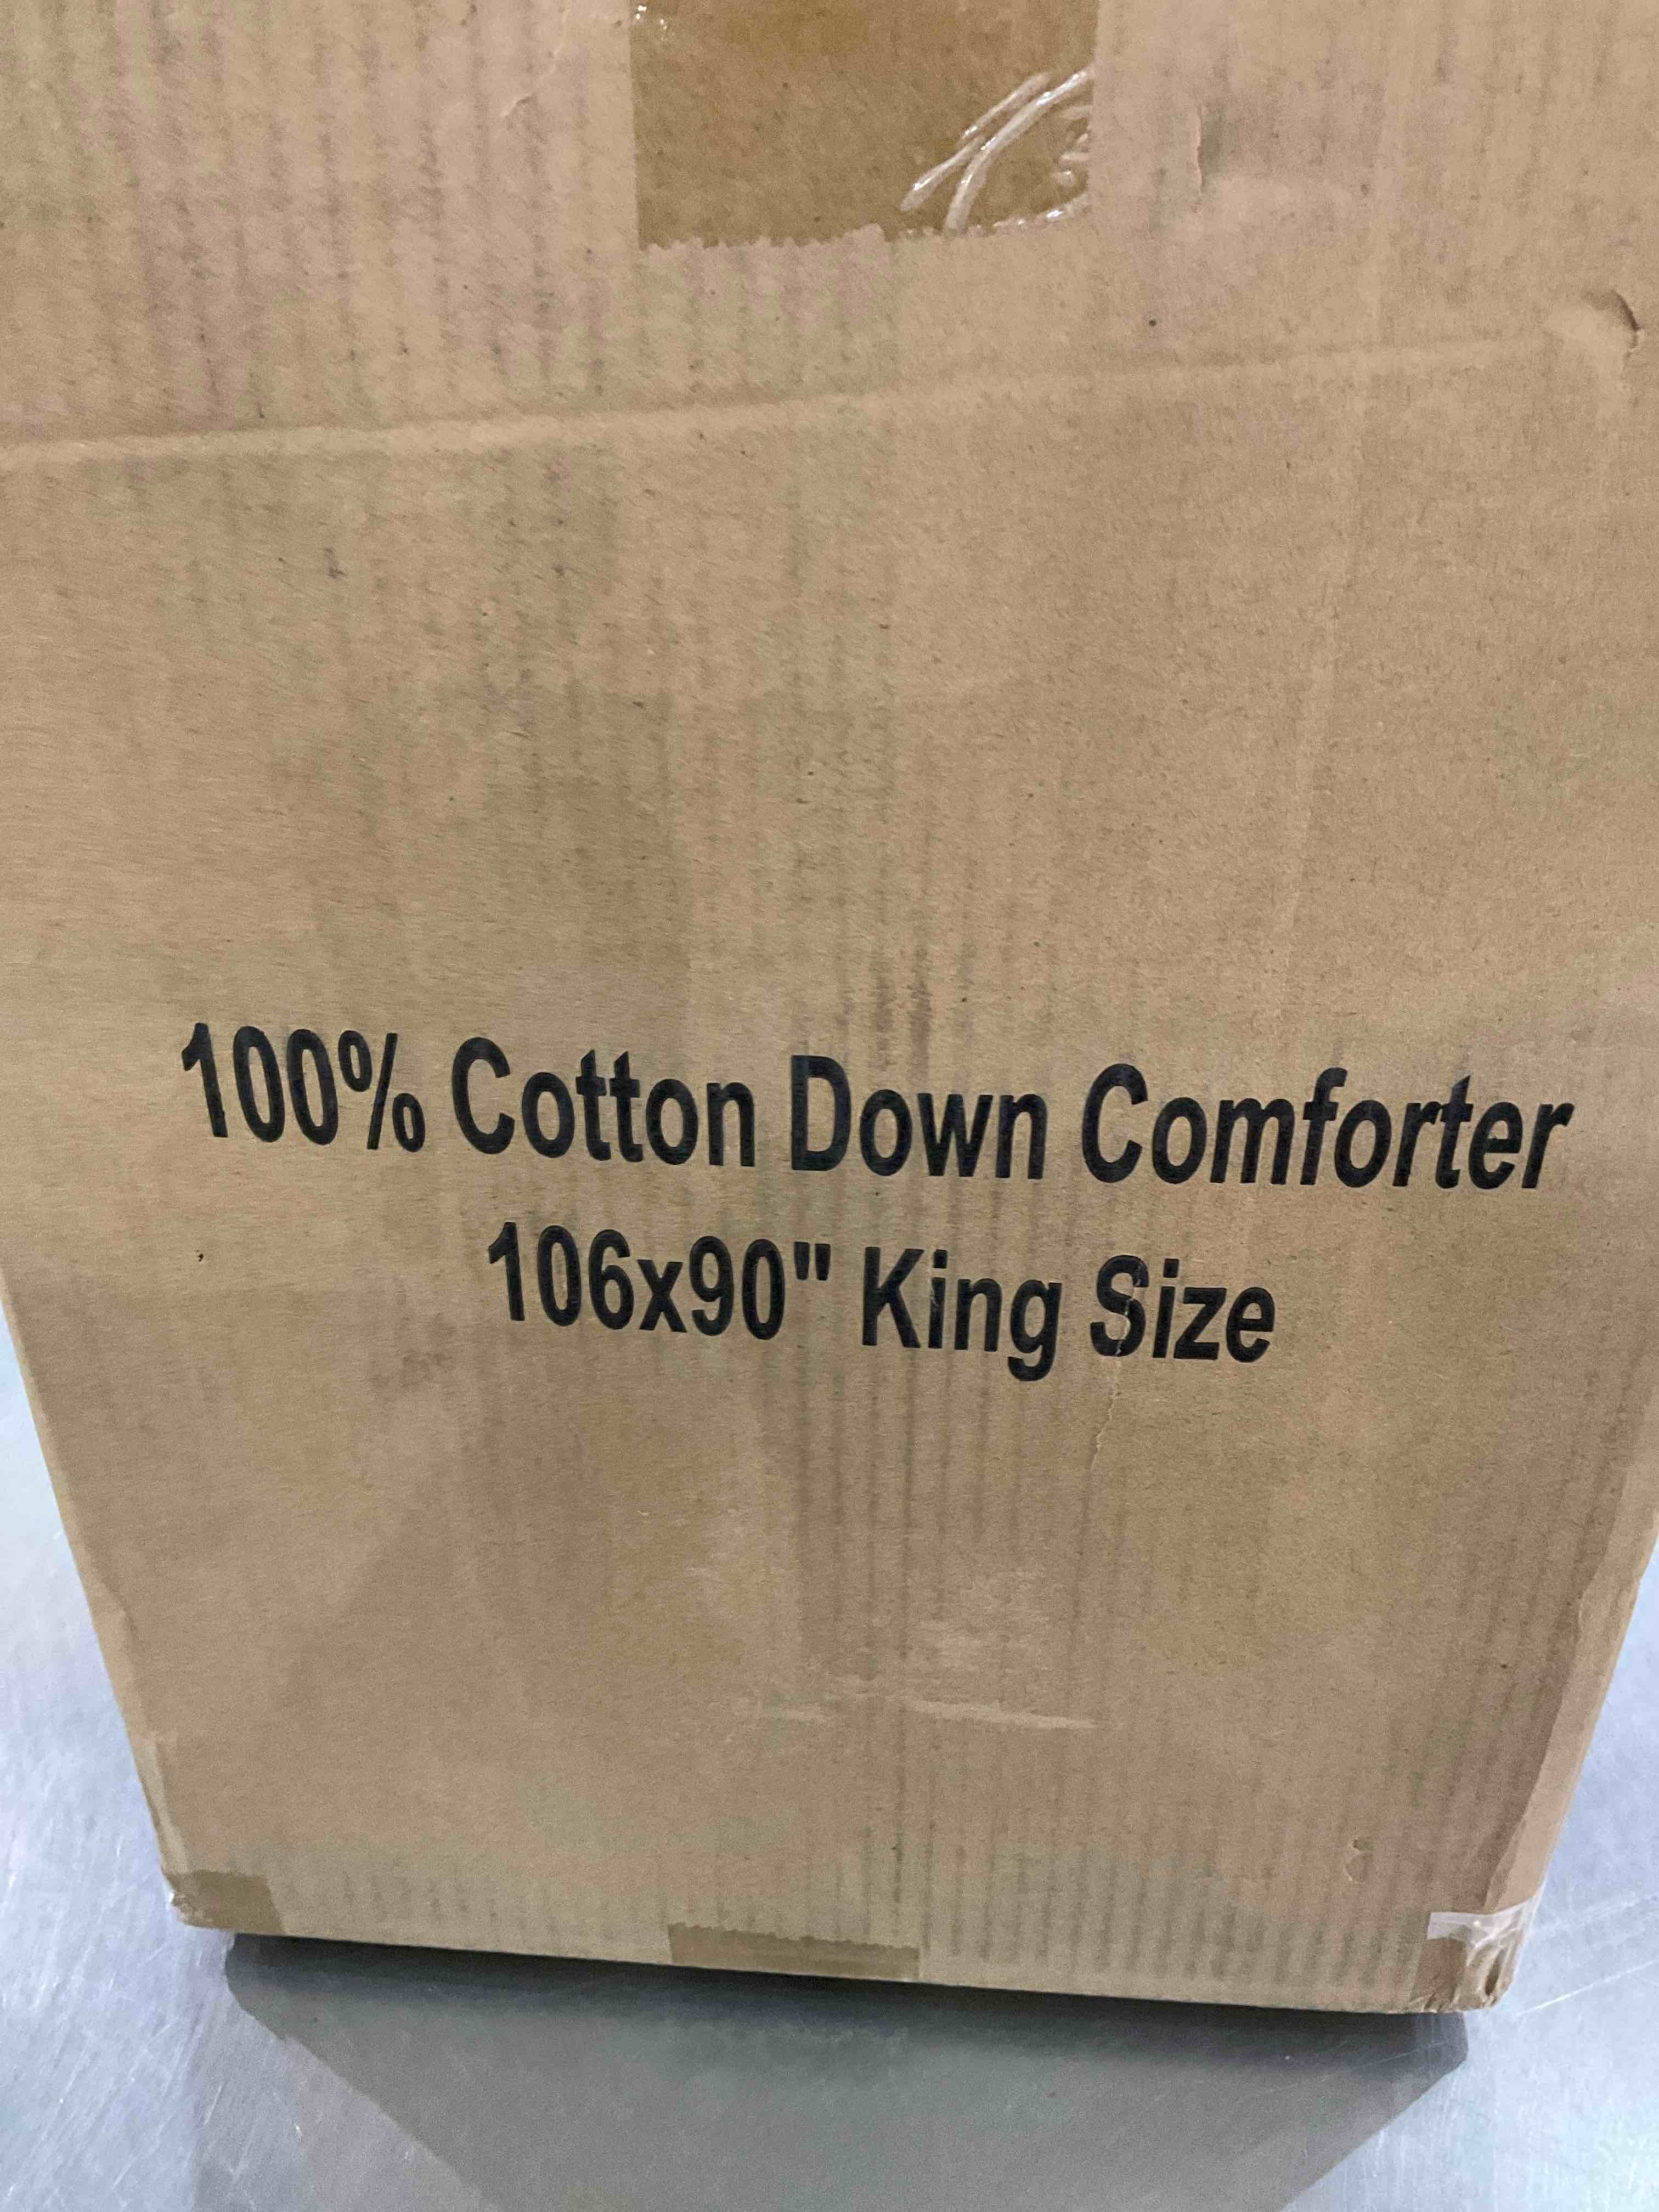 100% Cotton Down Comforter
106x90" King Size